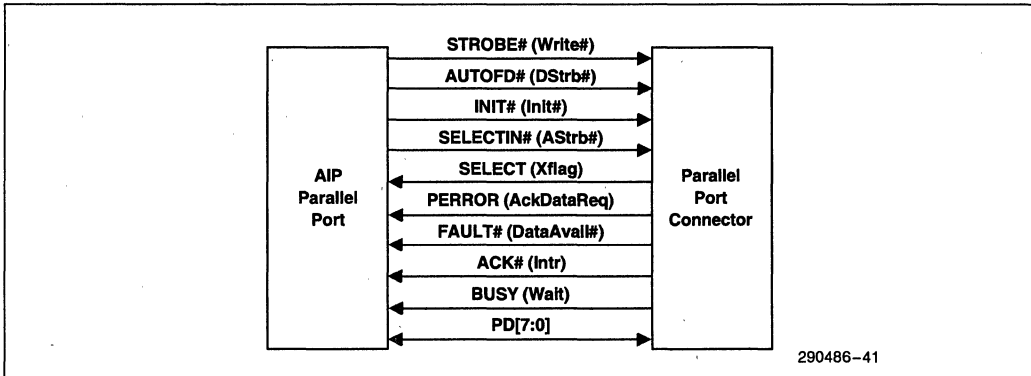 STROBE# (Write#)
AUTOFD# (DStrb#)
INIT# (Init#)
SELECTIN# (AStrb#)
SELECT (Xflag)
PERROR (AckDataReq)
FAULT# (DataAvail#)
ACK# (Intr)
BUSY (Wait)
PD[7:0]
AIP
Parallel
Port
Parallel
Port
Connector
290486-41